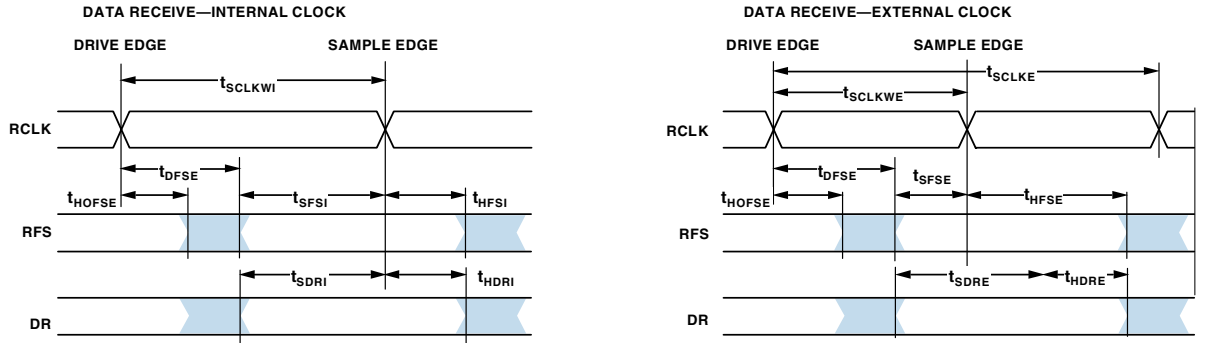 DATA RECEIVE—INTERNAL CLOCK
DRIVE EDGE
SAMPLE EDGE
tSCLKWI
RCLK
tDFSE
tHOFSE
tSFSI
tHFSI
RFS
tSDRI
tHDRI
DR
DATA RECEIVE—EXTERNAL CLOCK
DRIVE EDGE
SAMPLE EDGE
tSCLKE
tSCLKWE
RCLK
tDFSE
tSFSE
tHOFSE
tHFSE
RFS
tSDRE
tHDRE
DR